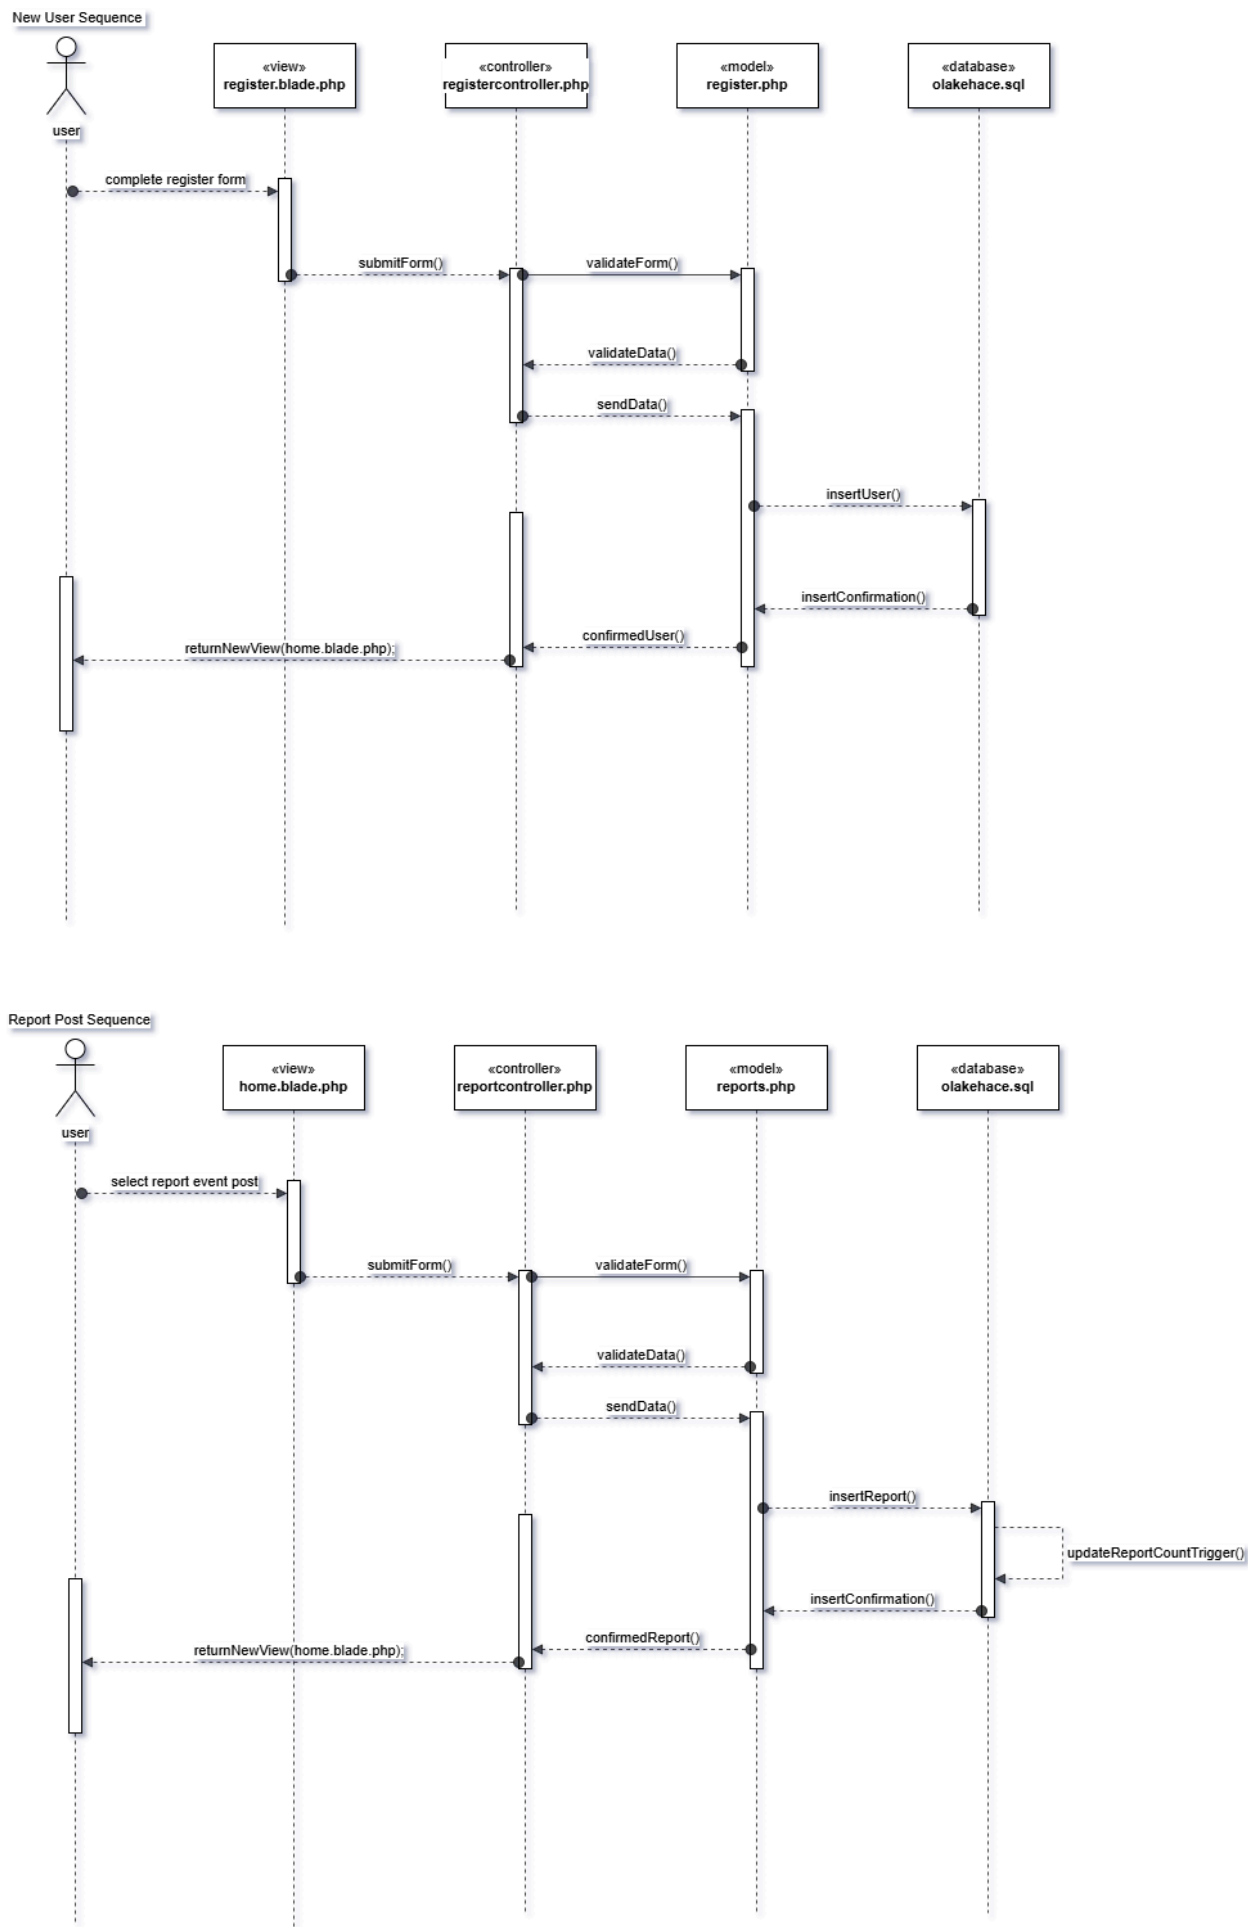 New User Sequence
«view»
register.blade.php
«controller»
registercontroller.php
«model»
register.php
«database»
olakehace.sql
user
complete register form
submitForm()
validateForm()
validateData()
sendData()
insertUser()
insertConfirmation()
confirmedUser()
returnNewView(home.blade.php);
Report Post Sequence
«view»
home.blade.php
«controller»
reportcontroller.php
«model»
reports.php
«database»
olakehace.sql
user
select report event post
submitForm()
validateForm()
validateData()
sendData()
insertReport()
updateReportCountTrigger()
insertConfirmation()
confirmedReport()
returnNewView(home.blade.php);